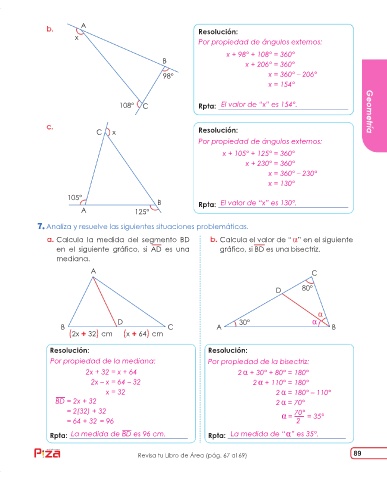 b.
A
x
B
98°
108°
C
Resolución:
Por propiedad de ángulos externos:
x + 98° + 108° = 360°
x + 206° = 360°
x = 360° – 206°
x = 154°
Rpta: El valor de “x” es 154°.
Geometría
c.
C
x
105°
A
125°
B
Resolución:
Por propiedad de ángulos externos:
x + 105° + 125° = 360°
x + 230° = 360°
x = 360° – 230°
x = 130°
Rpta: El valor de “x” es 130°.
7. Analiza y resuelve las siguientes situaciones problemáticas.
a. Calcula la medida del segmento BD
en el siguiente gráfico, si AD es una
mediana.
A
B
D
C
(2x + 32) cm
(x + 64) cm
Resolución:
Por propiedad de la mediana:
2x + 32 = x + 64
2x – x = 64 – 32
x = 32
BD = 2x + 32
= 2(32) + 32
= 64 + 32 = 96
Rpta: La medida de BD es 96 cm.
b. Calcula el valor de “α” en el siguiente
gráfico, si BD es una bisectriz.
C
D
80°
α
30°
α
A
B
Resolución:
Por propiedad de la bisectriz:
2α + 30° + 80° = 180°
2α + 110° = 180°
2α = 180° – 110°
2α = 70°
α = 70°/2 = 35°
Rpta: La medida de “α” es 35°.
Piza
Revisa tu Libro de Área (pág. 67 al 69)
89